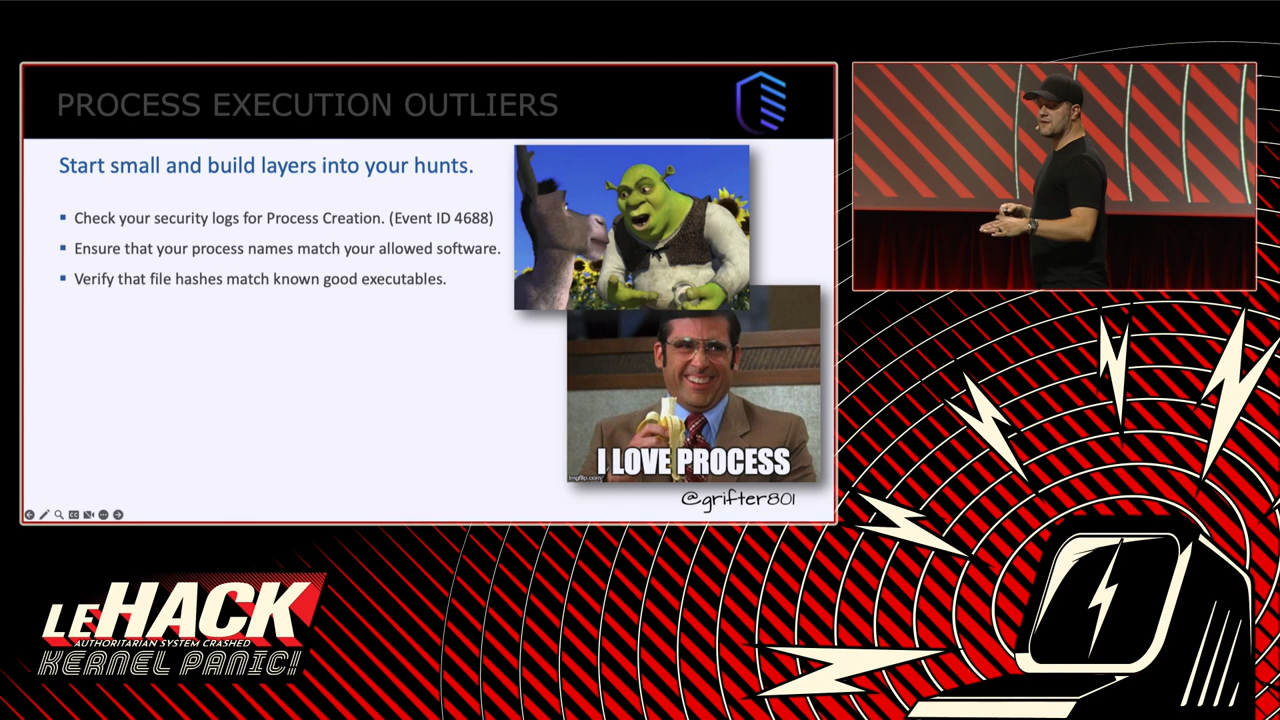 PROCESS EXECUTION OUTLIERS
Start small and build layers into your hunts.
Check your security logs for Process Creation. (Event ID 4688)
Ensure that your process names match your allowed software.
Verify that file hashes match known good executables.
I LOVE PROCESS
imgflip.com
@grifter801
LEHACK
AUTHORITARIAN SYSTEM CRASHED
KERNEL PANIC!